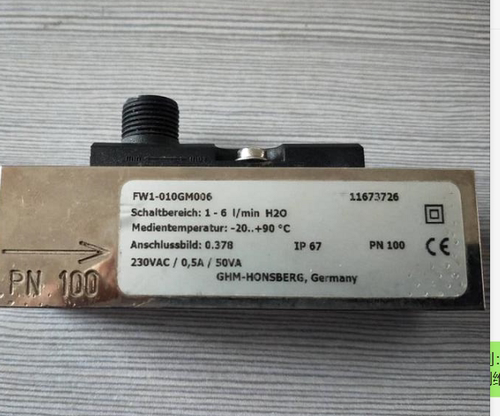 FW1-010GM006 11673726
Schaltbereich: 1 - 6 l/min H2O
Medientemperatur: -20..+90 °C
Anschlussbild: 0.378 IP 67 PN 100 CE
230VAC / 0,5A / 50VA
GHM-HONSBERG, Germany
PN 100